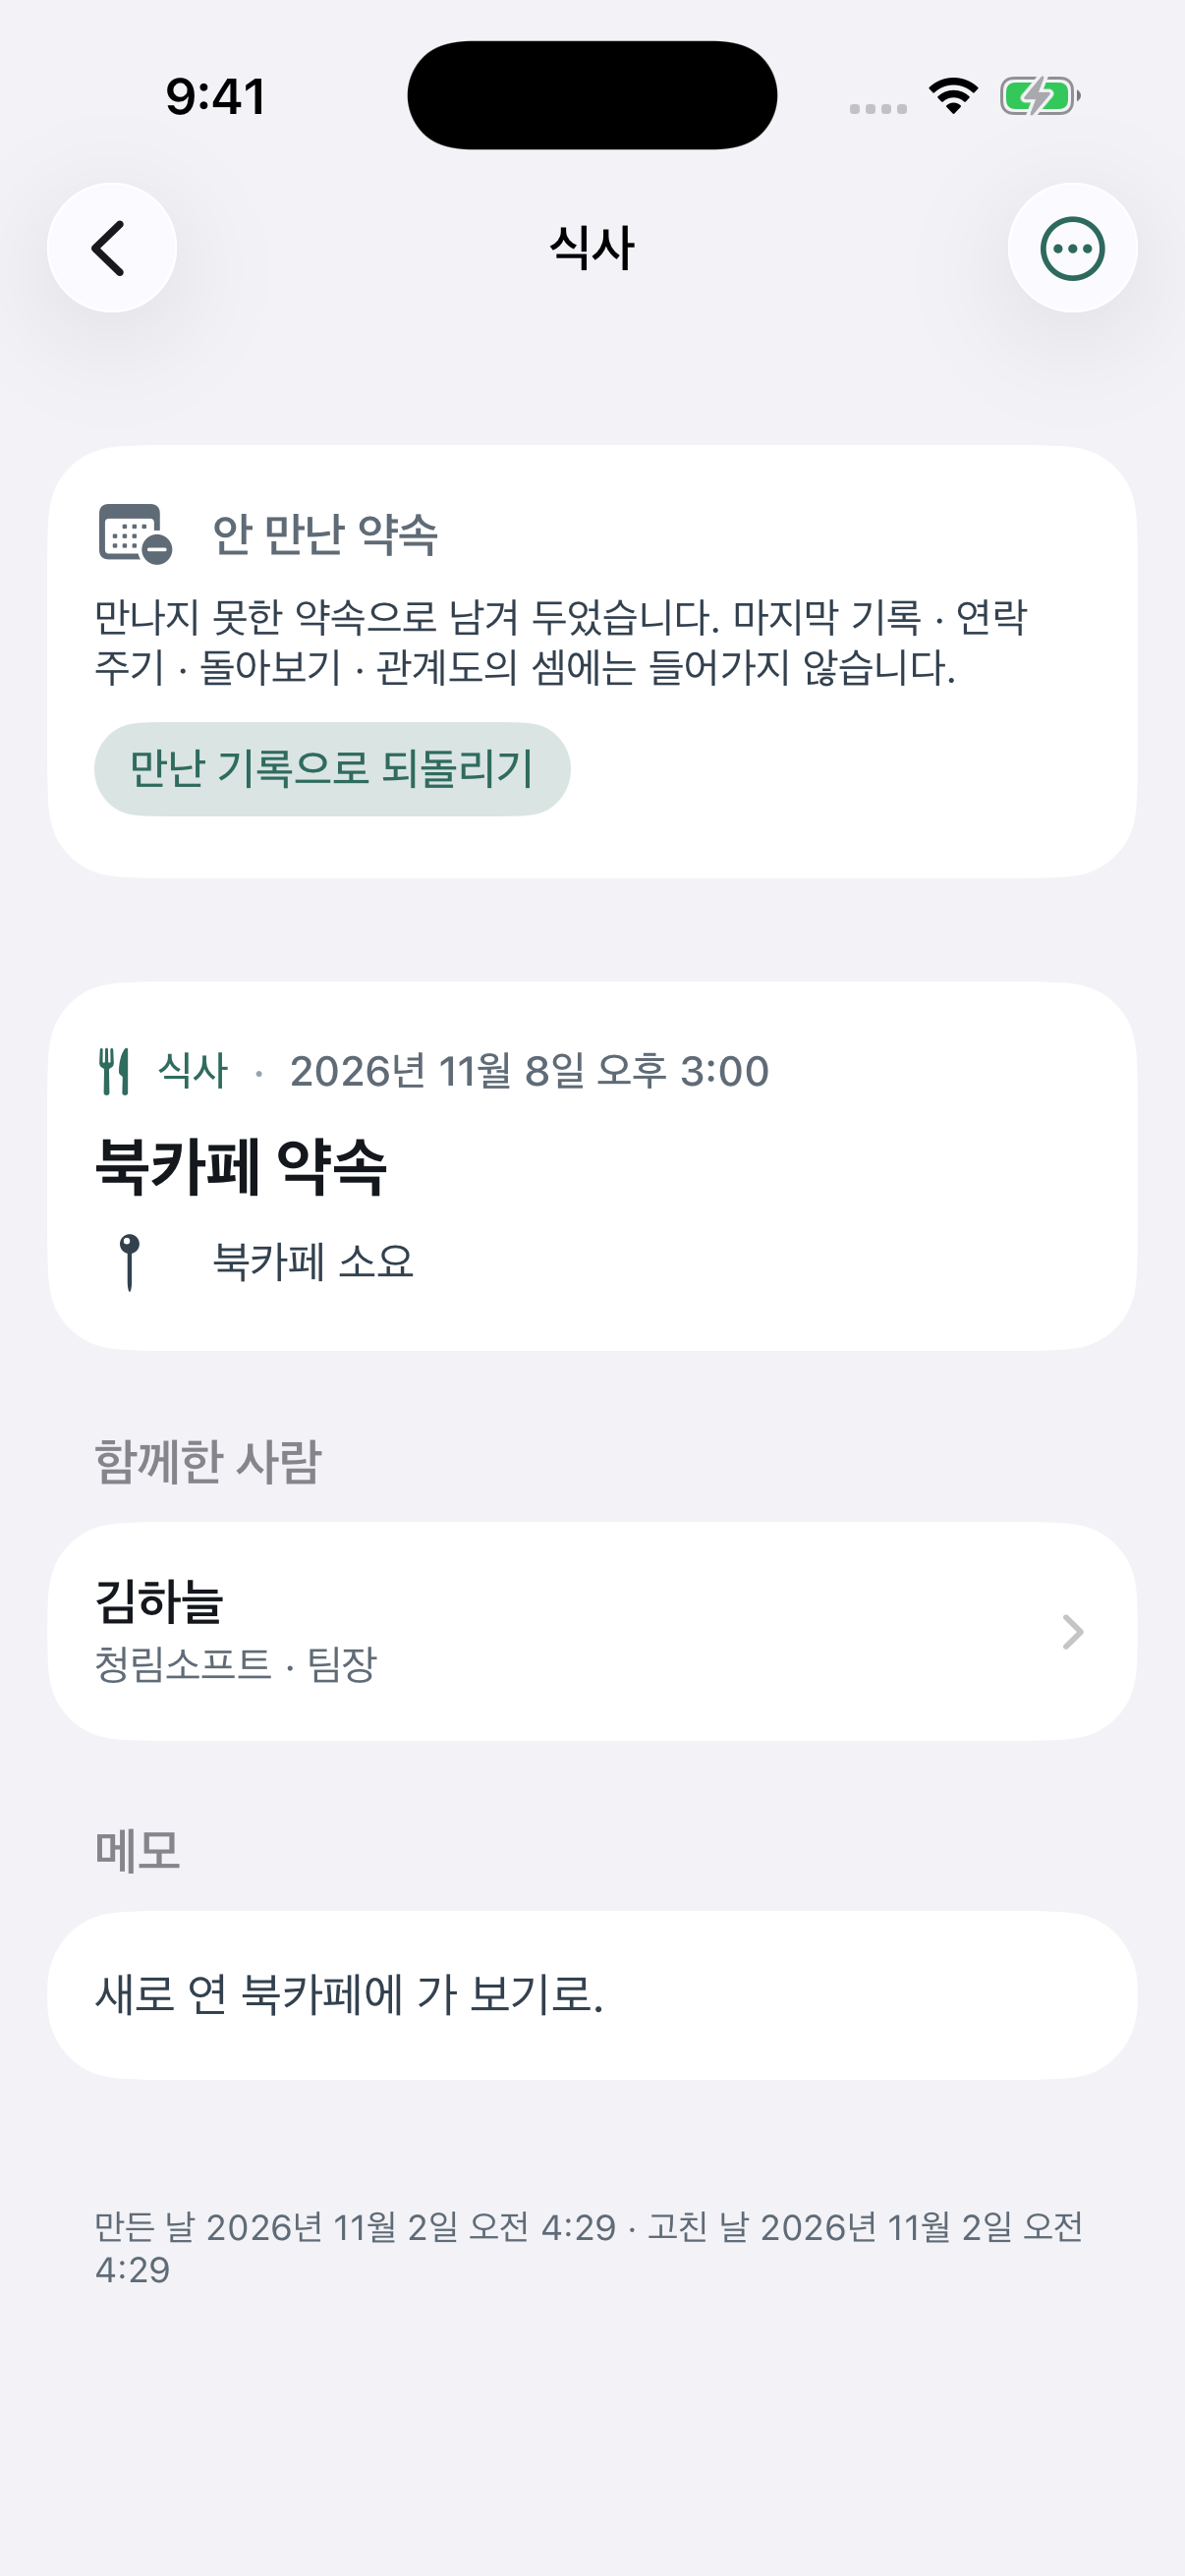 9:41
식사
안 만난 약속
만나지 못한 약속으로 남겨 두었습니다. 마지막 기록 · 연락
주기 · 돌아보기 · 관계도의 셈에는 들어가지 않습니다.
만난 기록으로 되돌리기
식사 · 2026년 11월 8일 오후 3:00
북카페 약속
북카페 소요
함께한 사람
김하늘
청림소프트 · 팀장
메모
새로 연 북카페에 가 보기로.
만든 날 2026년 11월 2일 오전 4:29 · 고친 날 2026년 11월 2일 오전
4:29